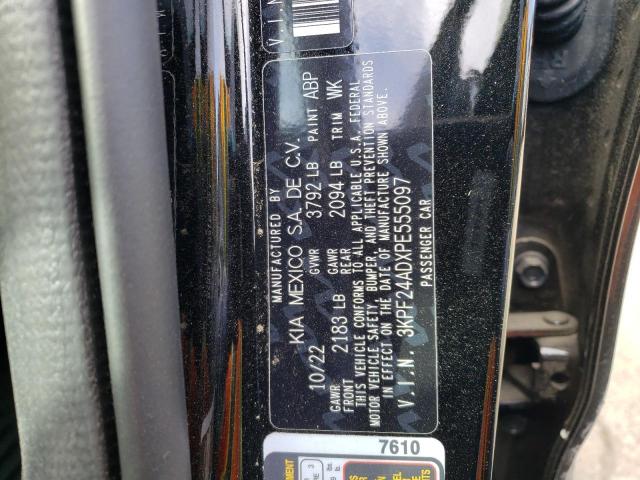 V.I.N
MANUFACTURED BY
KIA MEXICO S.A. DE C.V.
10/22 GVWR 3792 LB PAINT ABP
GAWR FRONT 2183 LB GAWR REAR 2094 LB TRIM WK
THIS VEHICLE CONFORMS TO ALL APPLICABLE U.S.A. FEDERAL
MOTOR VEHICLE SAFETY, BUMPER, AND THEFT PREVENTION STANDARDS
IN EFFECT ON THE DATE OF MANUFACTURE SHOWN ABOVE.
V.I.N. 3KPF24ADXPE555097
PASSENGER CAR
7610